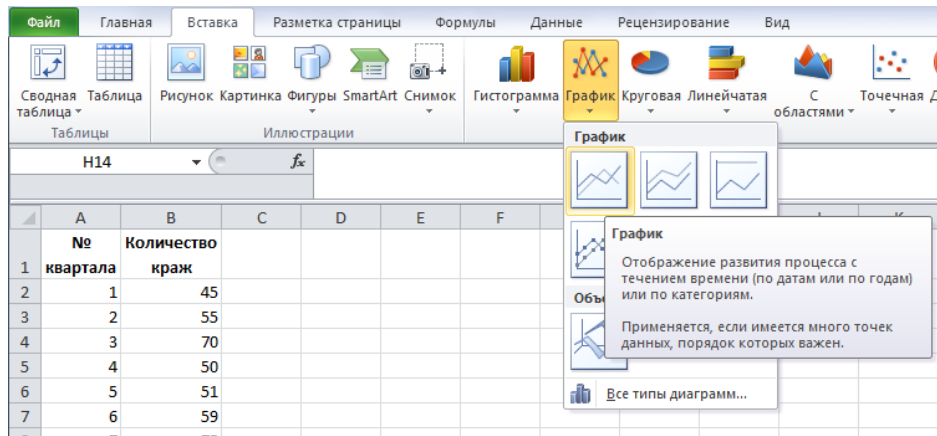 Файл Главная Вставка Разметка страницы Формулы Данные Рецензирование Вид
Сводная Таблица Рисунок Картинка Фигуры SmartArt Снимок Гистограмма График Круговая Линейчатая С Точечная
таблица областями
Таблицы Иллюстрации
График
H14 fx
A B C D E F
№ Количество
1 квартала краж
График
Отображение развития процесса с
течением времени (по датам или по годам)
или по категориям.
Применяется, если имеется много точек
данных, порядок которых важен.
Объ
2 1 45
3 2 55
4 3 70
5 4 50
6 5 51
7 6 59
Все типы диаграмм...